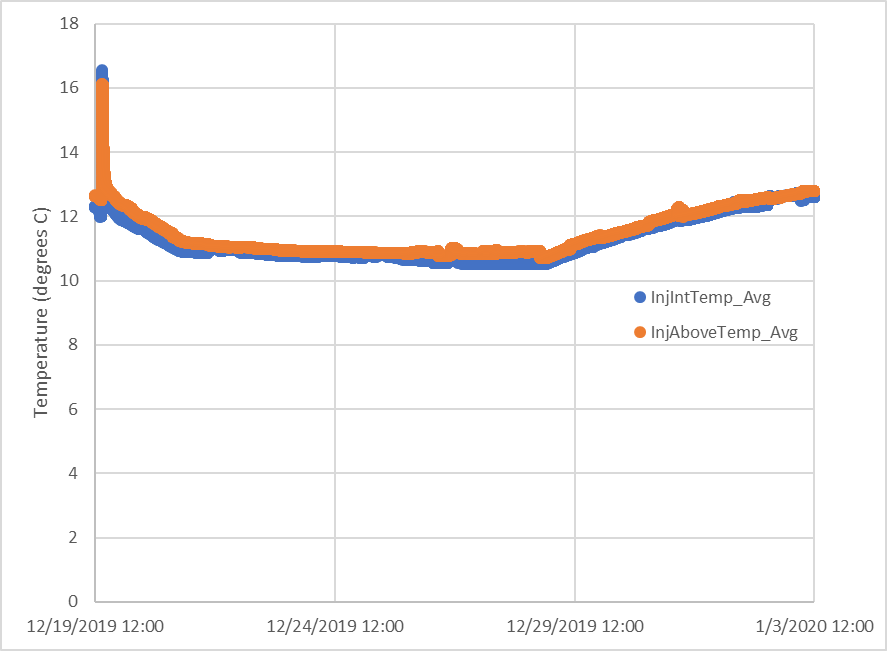 18
16
14
12
10
8
6
4
2
0
Temperature (degrees C)
InjIntTemp_Avg
InjAboveTemp_Avg
12/19/2019 12:00 12/24/2019 12:00 12/29/2019 12:00 1/3/2020 12:00